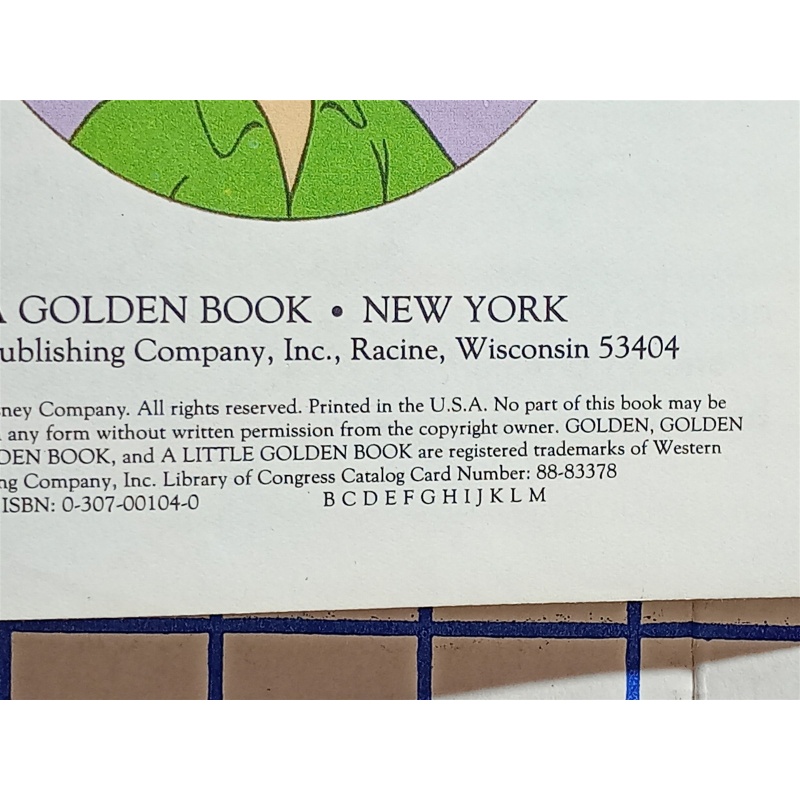 A GOLDEN BOOK • NEW YORK
ublishing Company, Inc., Racine, Wisconsin 53404
ney Company. All rights reserved. Printed in the U.S.A. No part of this book may be
any form without written permission from the copyright owner. GOLDEN, GOLDEN
DEN BOOK, and A LITTLE GOLDEN BOOK are registered trademarks of Western
ng Company, Inc. Library of Congress Catalog Card Number: 88-83378
ISBN: 0-307-00104-0 B C D E F G H I J K L M